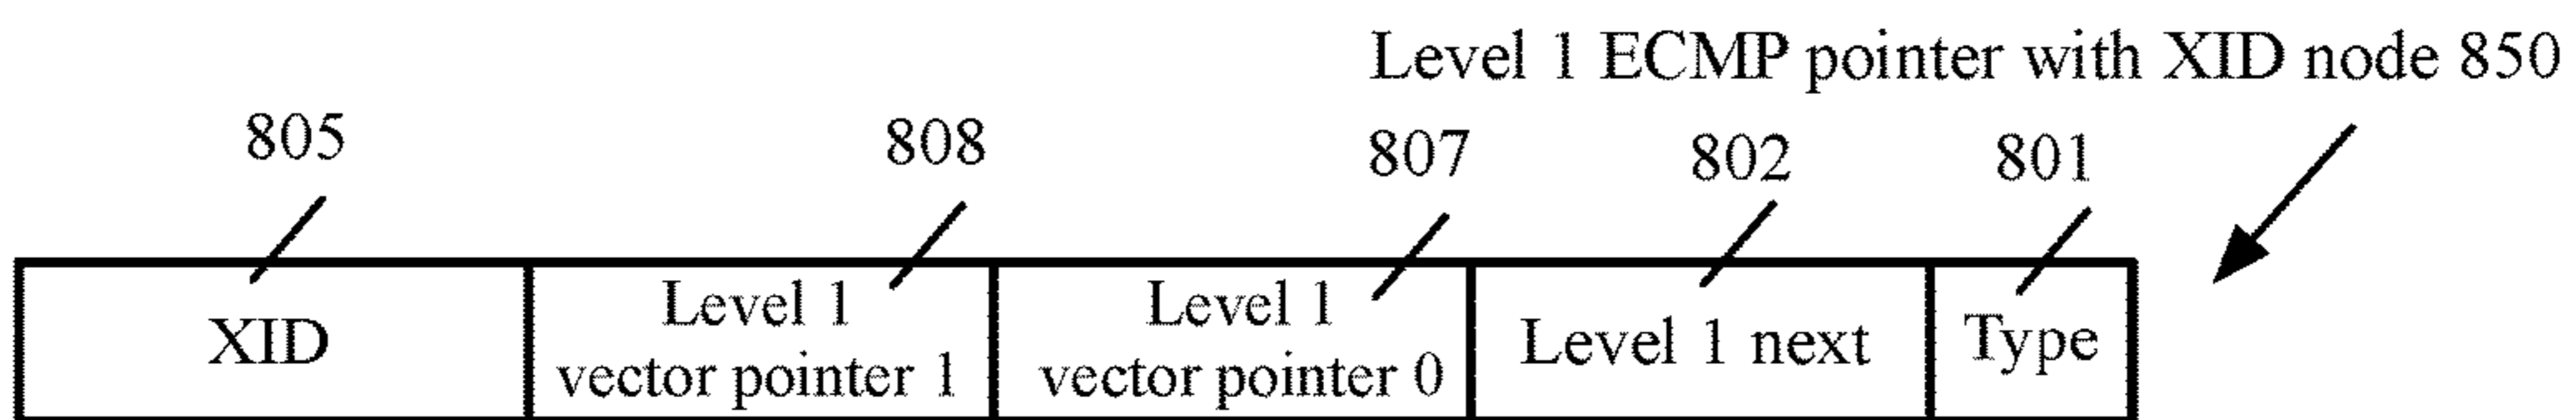 Level 1 ECMP pointer with XID node 850
805
808
807
802
801
XID
Level 1
vector pointer 1
Level 1
vector pointer 0
Level 1 next
Type